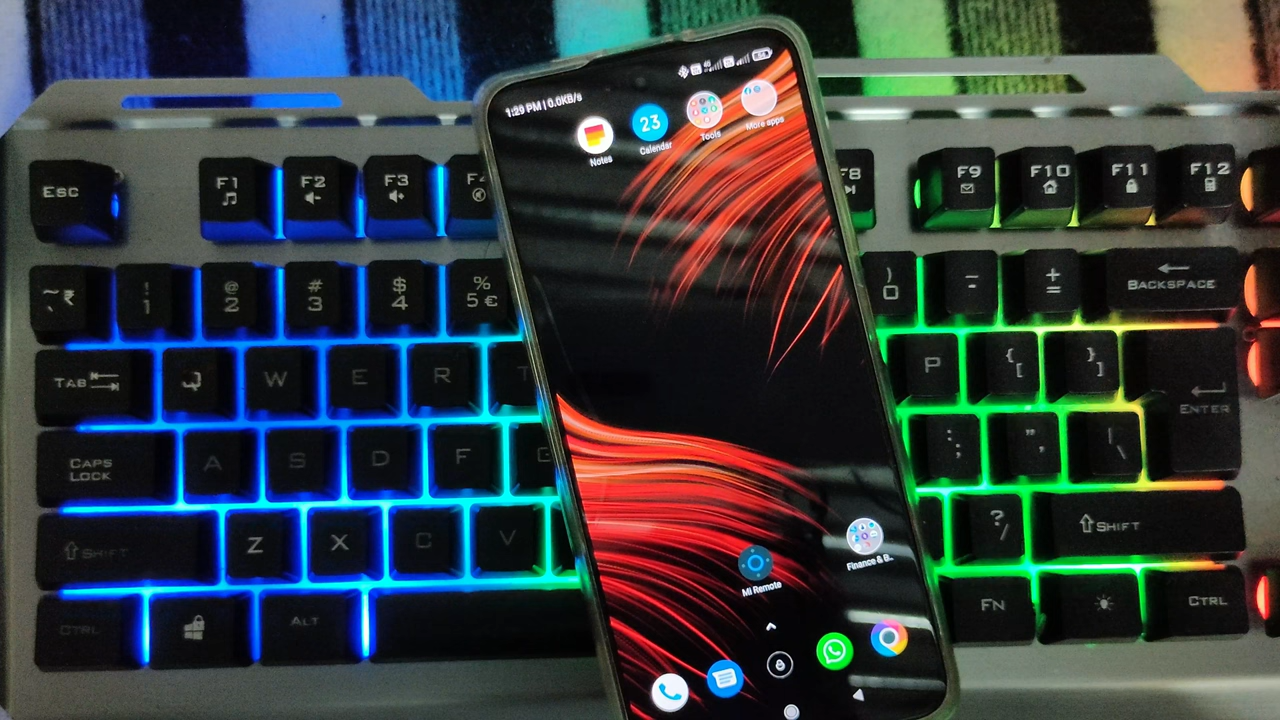 1:29 PM | 0.0KB/s
Notes
23
Calendar
Tools
More apps
Mi Remote
Finance & B..
Esc
F1
F2
F3
F8
F9
F10
F11
F12
~ ` ₹
! 1
@ 2
# 3
$ 4
% 5 €
) 0
- -
+ =
BACKSPACE
TAB
Q
W
E
R
T
P
{ [
} ]
ENTER
CAPS LOCK
A
S
D
F
G
: ;
" '
| \
SHIFT
Z
X
C
V
? /
SHIFT
CTRL
ALT
FN
CTRL